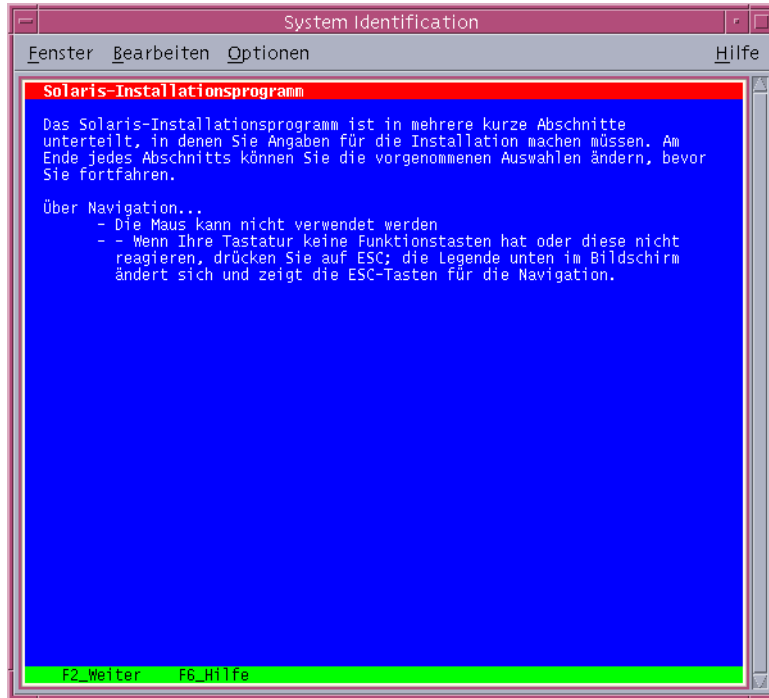 System Identification
Fenster Bearbeiten Optionen Hilfe
Solaris-Installationsprogramm
Das Solaris-Installationsprogramm ist in mehrere kurze Abschnitte
unterteilt, in denen Sie Angaben für die Installation machen müssen. Am
Ende jedes Abschnitts können Sie die vorgenommenen Auswahlen ändern, bevor
Sie fortfahren.
Über Navigation...
- Die Maus kann nicht verwendet werden
- - Wenn Ihre Tastatur keine Funktionstasten hat oder diese nicht
reagieren, drücken Sie auf ESC; die Legende unten im Bildschirm
ändert sich und zeigt die ESC-Tasten für die Navigation.
F2_Weiter F6_Hilfe